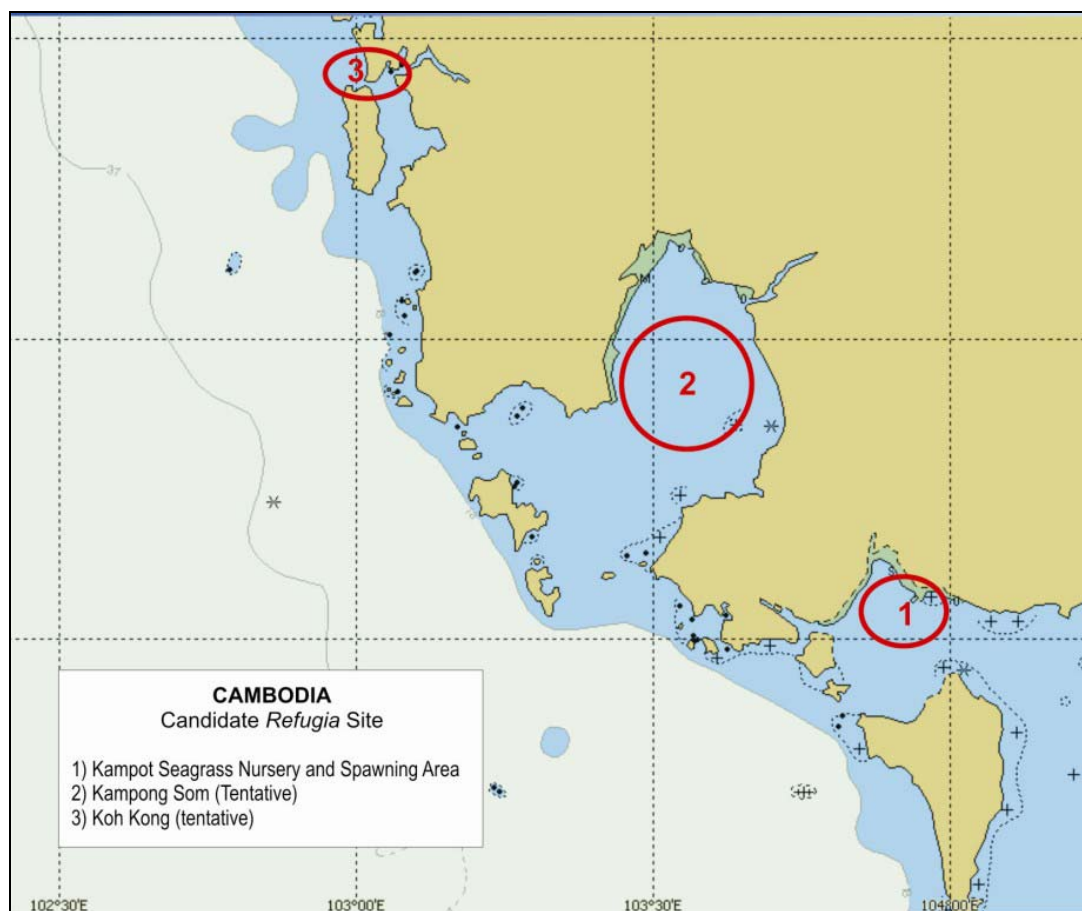 3
37
M
2
S
1
CAMBODIA
Candidate Refugia Site
1) Kampot Seagrass Nursery and Spawning Area
2) Kampong Som (Tentative)
3) Koh Kong (tentative)
102°30'E 103°00'E 103°30'E 104°00'E